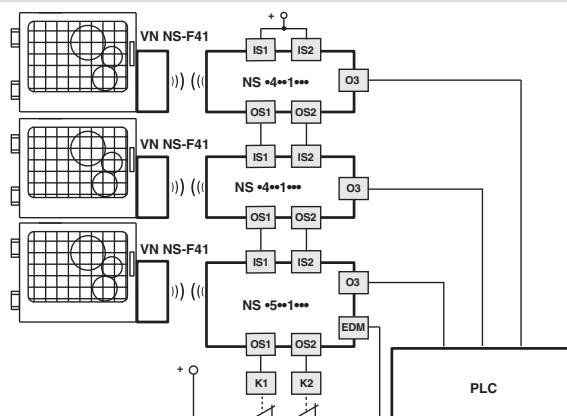 +
VN NS-F41
IS1 IS2
NS •4••1•••
O3
OS1 OS2
VN NS-F41
IS1 IS2
NS •4••1•••
O3
OS1 OS2
VN NS-F41
IS1 IS2
O3
NS •5••1•••
EDM
OS1 OS2
+
K1 K2
PLC